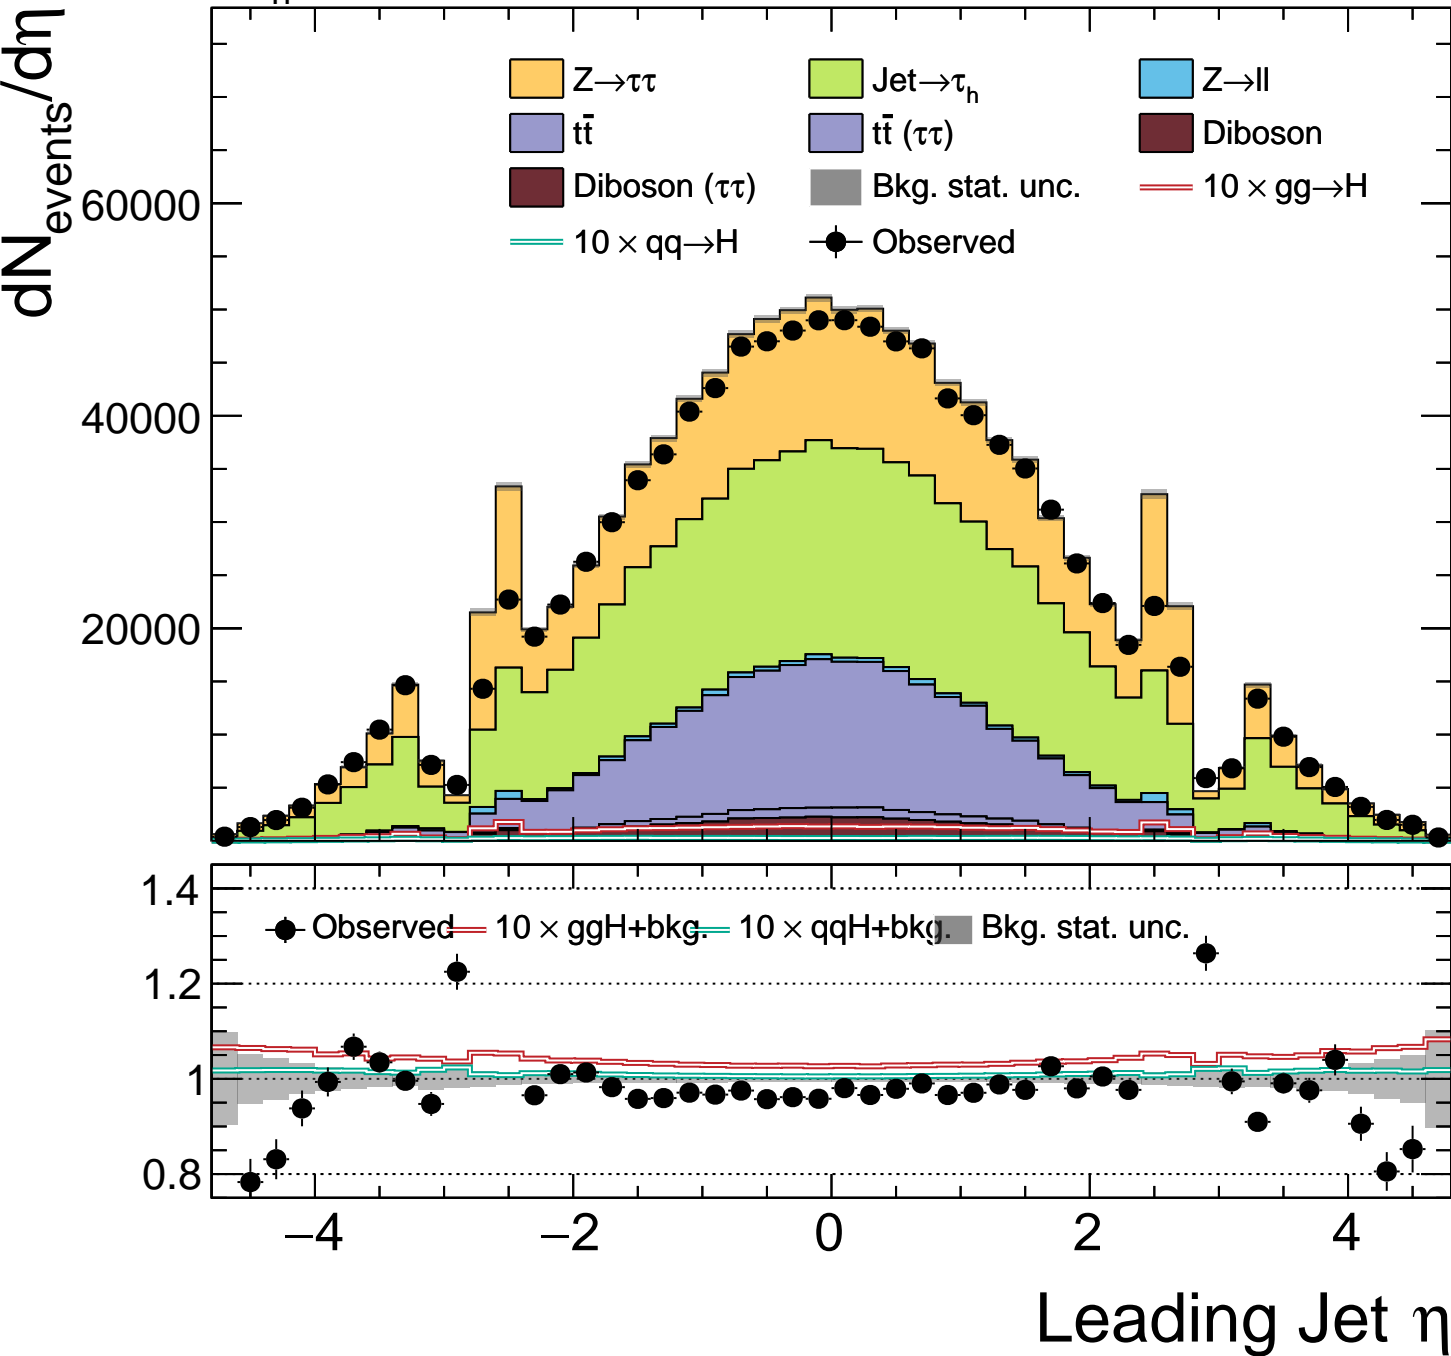 dN_events/dη
Z→ττ Jet→τ_h Z→ll
tt̄ tt̄ (ττ) Diboson
Diboson (ττ) Bkg. stat. unc. 10 × gg→H
10 × qq→H Observed
60000
40000
20000
1.4
Observed 10 × ggH+bkg. 10 × qqH+bkg. Bkg. stat. unc.
1.2
1
0.8
−4 −2 0 2 4
Leading Jet η